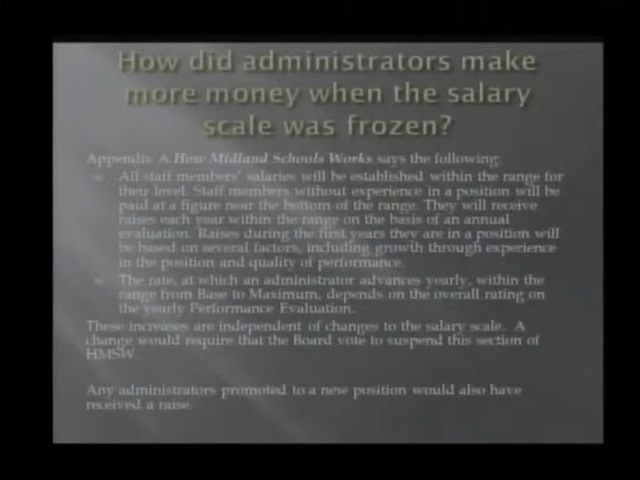 How did administrators make
more money when the salary
scale was frozen?
Appendix A How Midland Schools Works says the following:
All staff members' salaries will be established within the range for
their level. Staff members without experience in a position will be
paid at a figure near the bottom of the range. They will receive
raises each year within the range on the basis of an annual
evaluation. Raises during the first years they are in a position will
be based on several factors, including growth through experience
in the position and quality of performance.
The rate, at which an administrator advances yearly, within the
range from Base to Maximum, depends on the overall rating on
the yearly Performance Evaluation.
These increases are independent of changes to the salary scale. A
change would require that the Board vote to suspend this section of
HMSW.
Any administrators promoted to a new position would also have
received a raise.